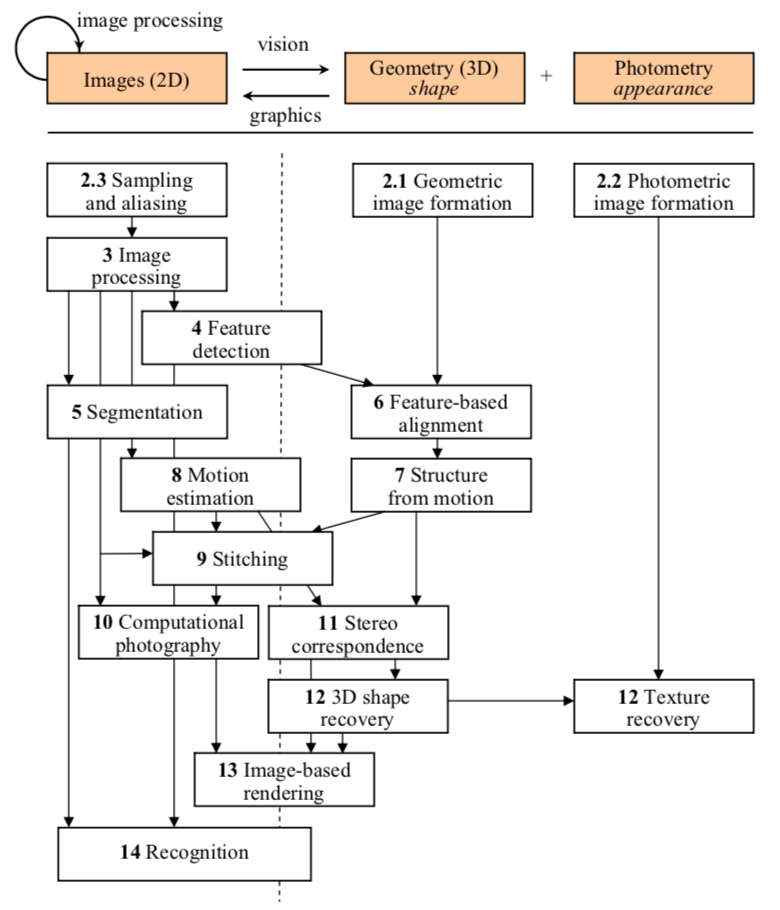 image processing
Images (2D)
vision
graphics
Geometry (3D)
shape
+
Photometry
appearance
2.3 Sampling
and aliasing
2.1 Geometric
image formation
2.2 Photometric
image formation
3 Image
processing
4 Feature
detection
5 Segmentation
6 Feature-based
alignment
8 Motion
estimation
7 Structure
from motion
9 Stitching
10 Computational
photography
11 Stereo
correspondence
12 3D shape
recovery
12 Texture
recovery
13 Image-based
rendering
14 Recognition